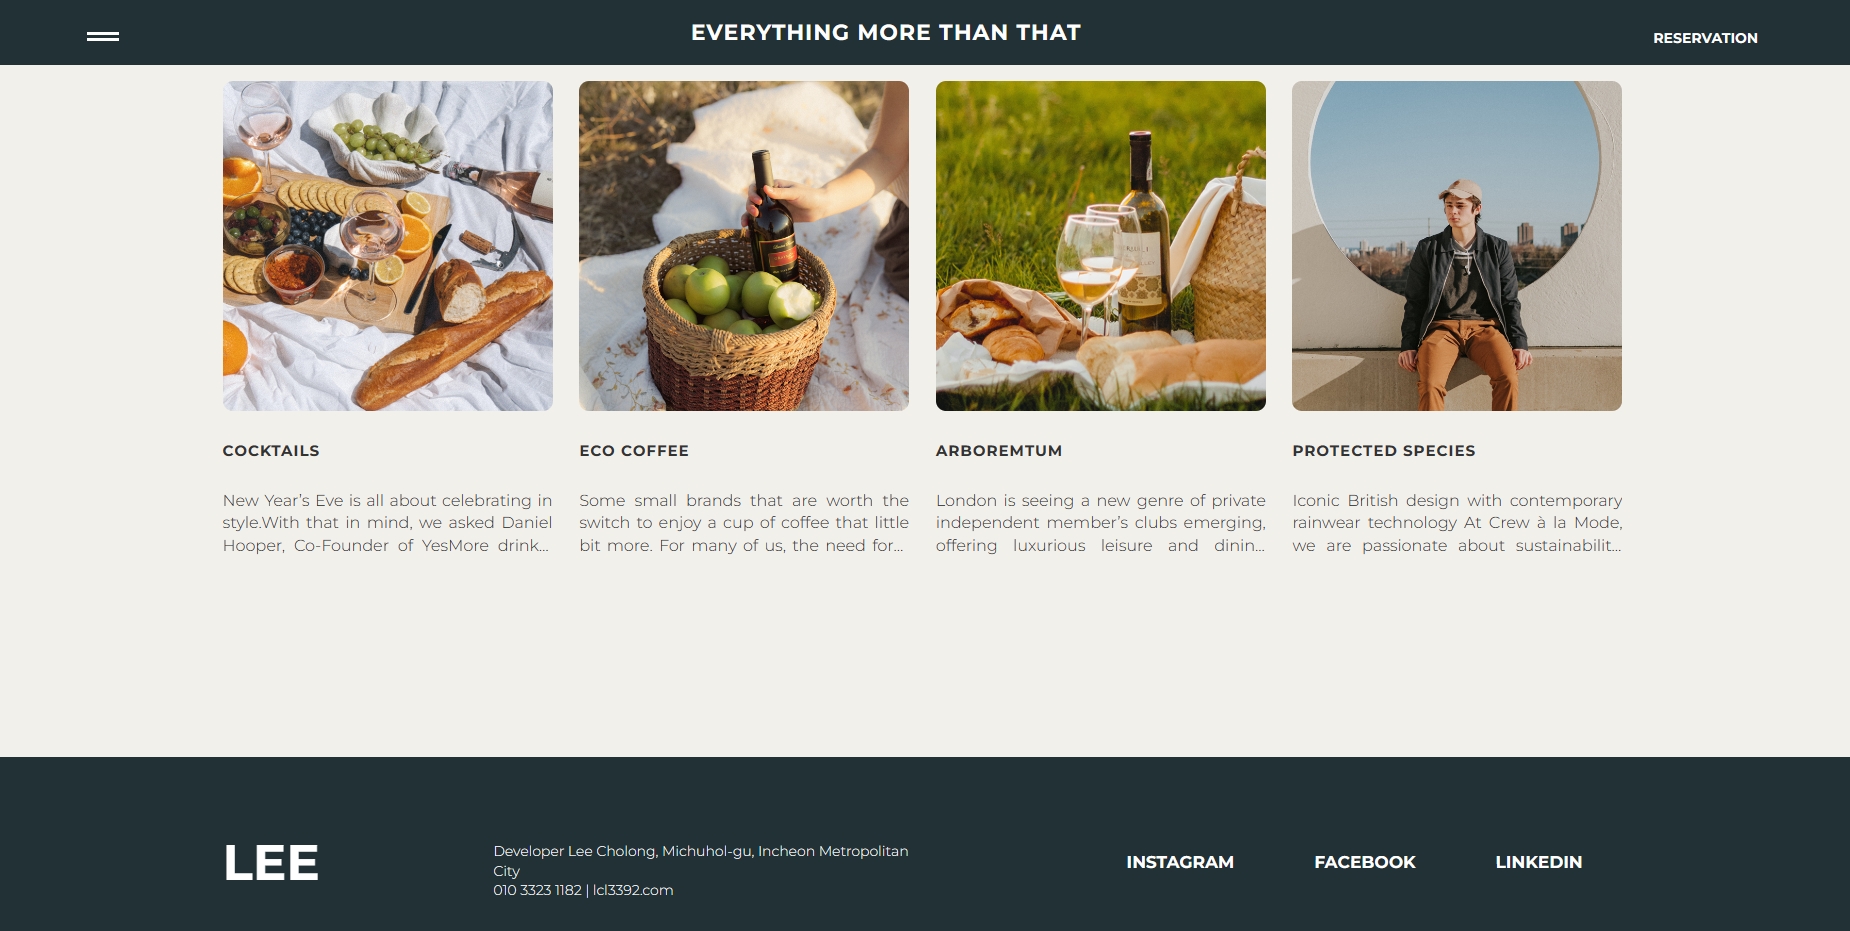 EVERYTHING MORE THAN THAT
RESERVATION
COCKTAILS
New Year’s Eve is all about celebrating in
style.With that in mind, we asked Daniel
Hooper, Co-Founder of YesMore drink...
ECO COFFEE
Some small brands that are worth the
switch to enjoy a cup of coffee that little
bit more. For many of us, the need for...
ARBOREMTUM
London is seeing a new genre of private
independent member’s clubs emerging,
offering luxurious leisure and dinin...
PROTECTED SPECIES
Iconic British design with contemporary
rainwear technology At Crew à la Mode,
we are passionate about sustainabilit...
LEE
Developer Lee Cholong, Michuhol-gu, Incheon Metropolitan
City
010 3323 1182 | lcl3392.com
INSTAGRAM
FACEBOOK
LINKEDIN